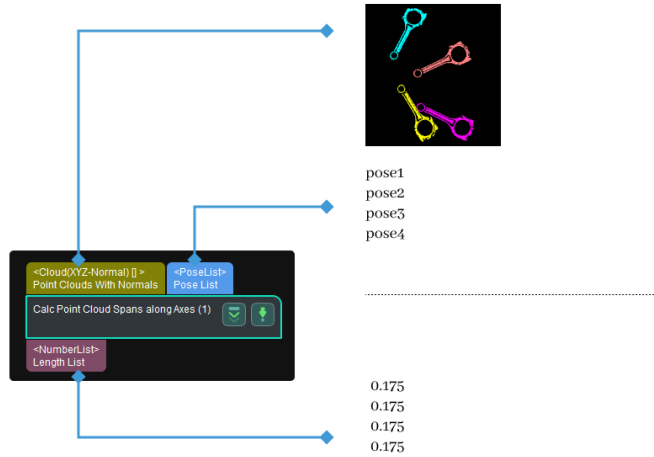 pose1
pose2
pose3
pose4
<Cloud(XYZ-Normal) [] >
Point Clouds With Normals
<PoseList>
Pose List
Calc Point Cloud Spans along Axes (1)
<NumberList>
Length List
0.175
0.175
0.175
0.175